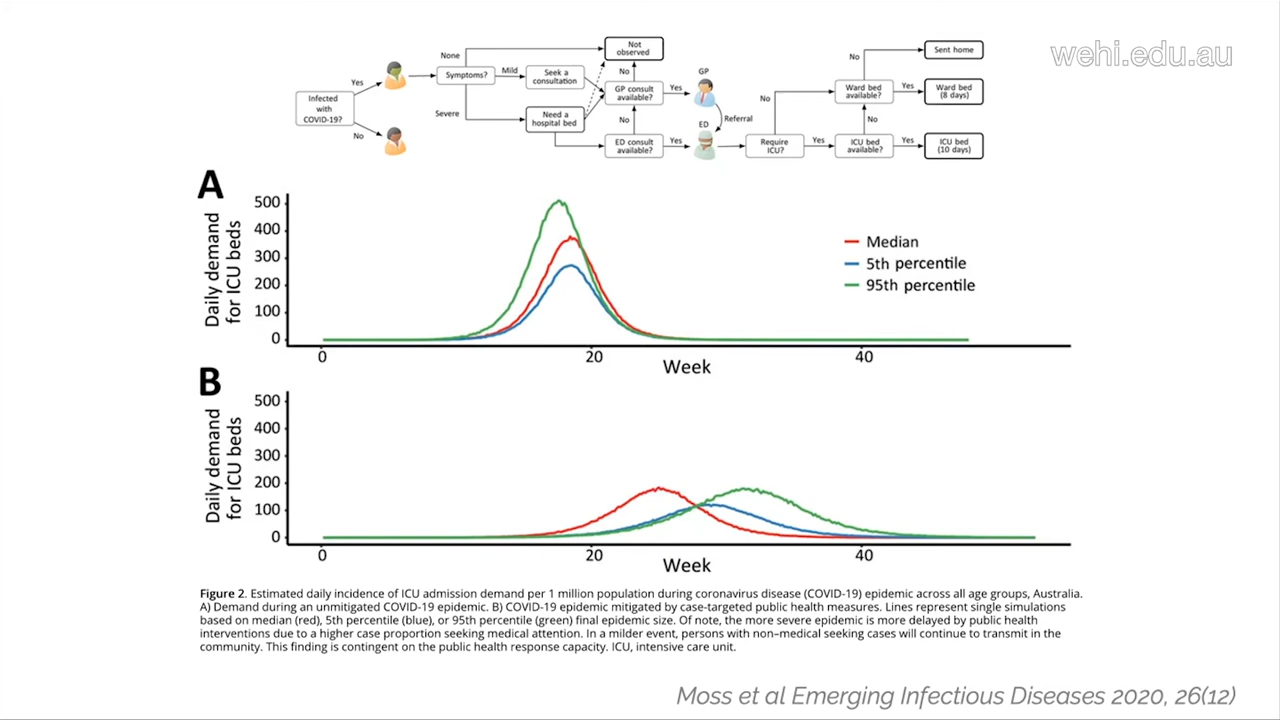 wehi.edu.au
Infected
with
COVID-19?
Yes
No
Symptoms?
None
Mild
Severe
Seek a
consultation
Need a
hospital bed
Not
observed
No
GP consult
available?
Yes
GP
No
ED consult
available?
Yes
ED
Referral
Require
ICU?
No
Yes
Ward bed
available?
No
Yes
No
ICU bed
available?
Yes
Sent home
Ward bed
(8 days)
ICU bed
(10 days)
A
Daily demand
for ICU beds
500
400
300
200
100
0
0
20
40
Week
Median
5th percentile
95th percentile
B
Daily demand
for ICU beds
500
400
300
200
100
0
0
20
40
Week
Figure 2. Estimated daily incidence of ICU admission demand per 1 million population during coronavirus disease (COVID-19) epidemic across all age groups, Australia.
A) Demand during an unmitigated COVID-19 epidemic. B) COVID-19 epidemic mitigated by case-targeted public health measures. Lines represent single simulations
based on median (red), 5th percentile (blue), or 95th percentile (green) final epidemic size. Of note, the more severe epidemic is more delayed by public health
interventions due to a higher case proportion seeking medical attention. In a milder event, persons with non–medical seeking cases will continue to transmit in the
community. This finding is contingent on the public health response capacity. ICU, intensive care unit.
Moss et al Emerging Infectious Diseases 2020, 26(12)